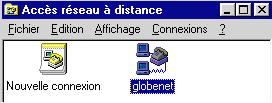 Accès réseau à distance
Fichier Edition Affichage Connexions ?
Nouvelle connexion globenet